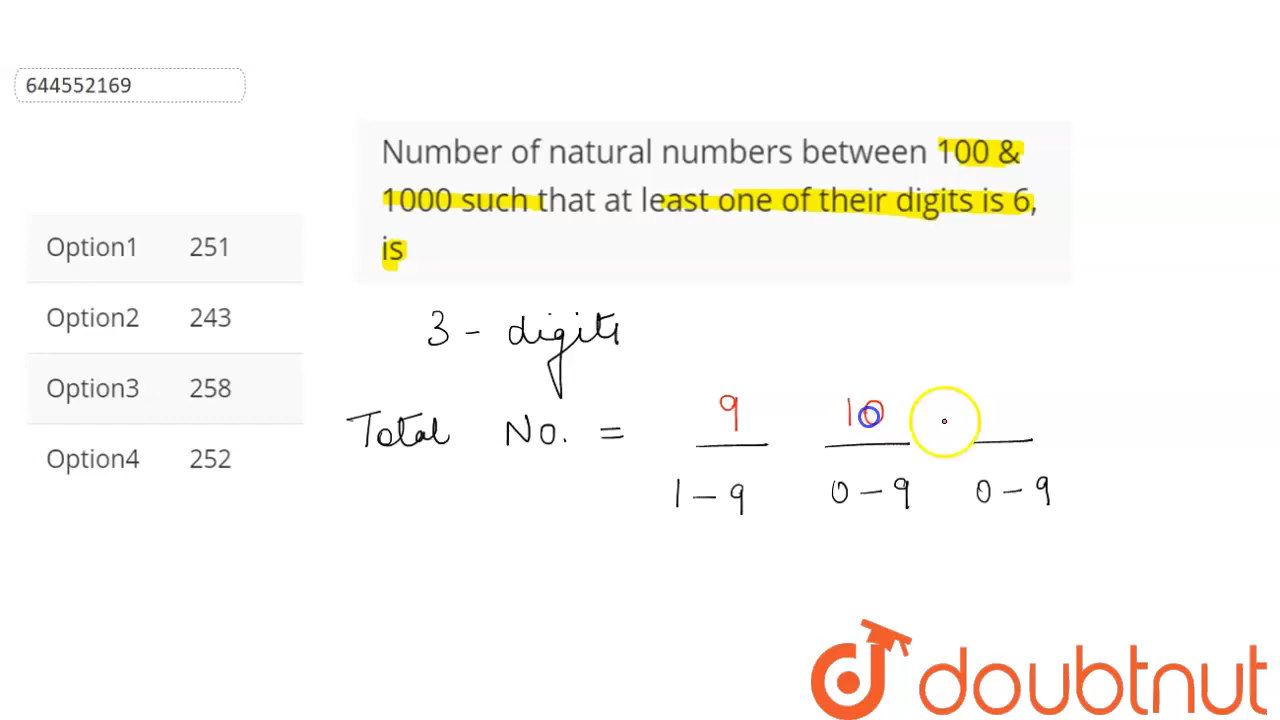 644552169
Number of natural numbers between 100 &
1000 such that at least one of their digits is 6,
is
Option1 251
Option2 243
Option3 258
Option4 252
3 - digits
Total No. = 9 10
1 - 9 0 - 9 0 - 9
doubtnut